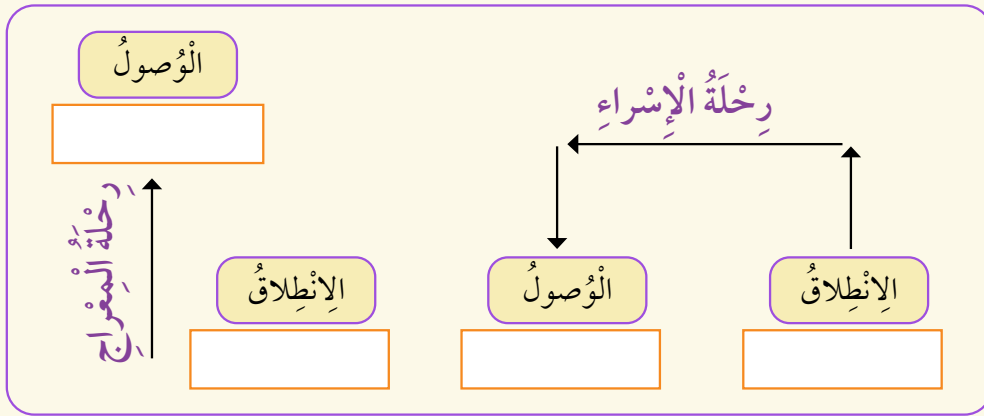 رِحْلَةُ الْإِسْراءِ
الِانْطِلاقُ
الْوُصولُ
رِحْلَةُ الْمِعْراجِ
الِانْطِلاقُ
الْوُصولُ